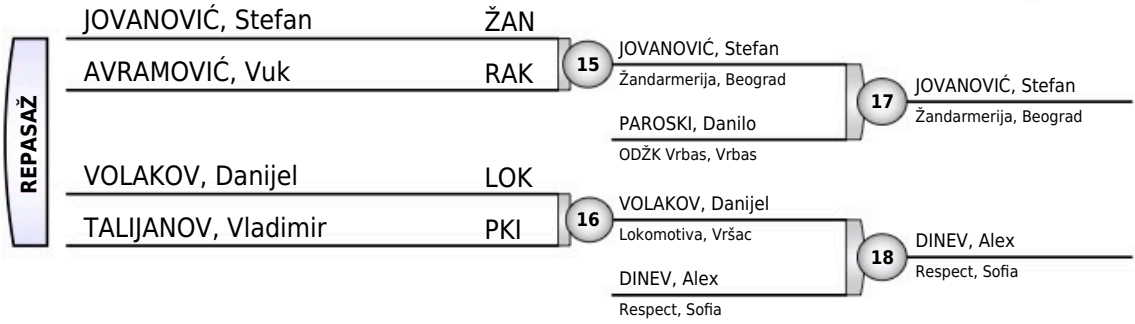 REPASAŽ
JOVANOVIĆ, Stefan ŽAN
AVRAMOVIĆ, Vuk RAK
VOLAKOV, Danijel LOK
TALIJANOV, Vladimir PKI
15
JOVANOVIĆ, Stefan
Žandarmerija, Beograd
PAROSKI, Danilo
ODŽK Vrbas, Vrbas
16
VOLAKOV, Danijel
Lokomotiva, Vršac
DINEV, Alex
Respect, Sofia
17
JOVANOVIĆ, Stefan
Žandarmerija, Beograd
18
DINEV, Alex
Respect, Sofia